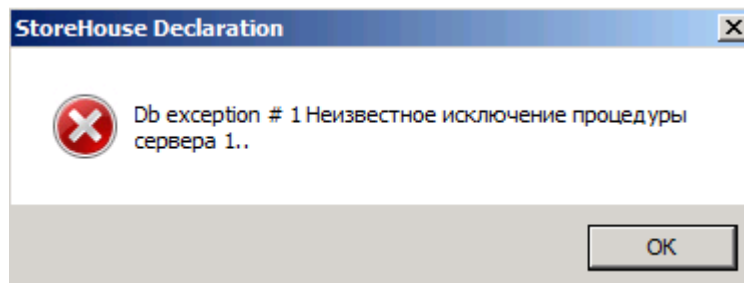 StoreHouse Declaration
Db exception # 1 Неизвестное исключение процедуры
сервера 1..
OK